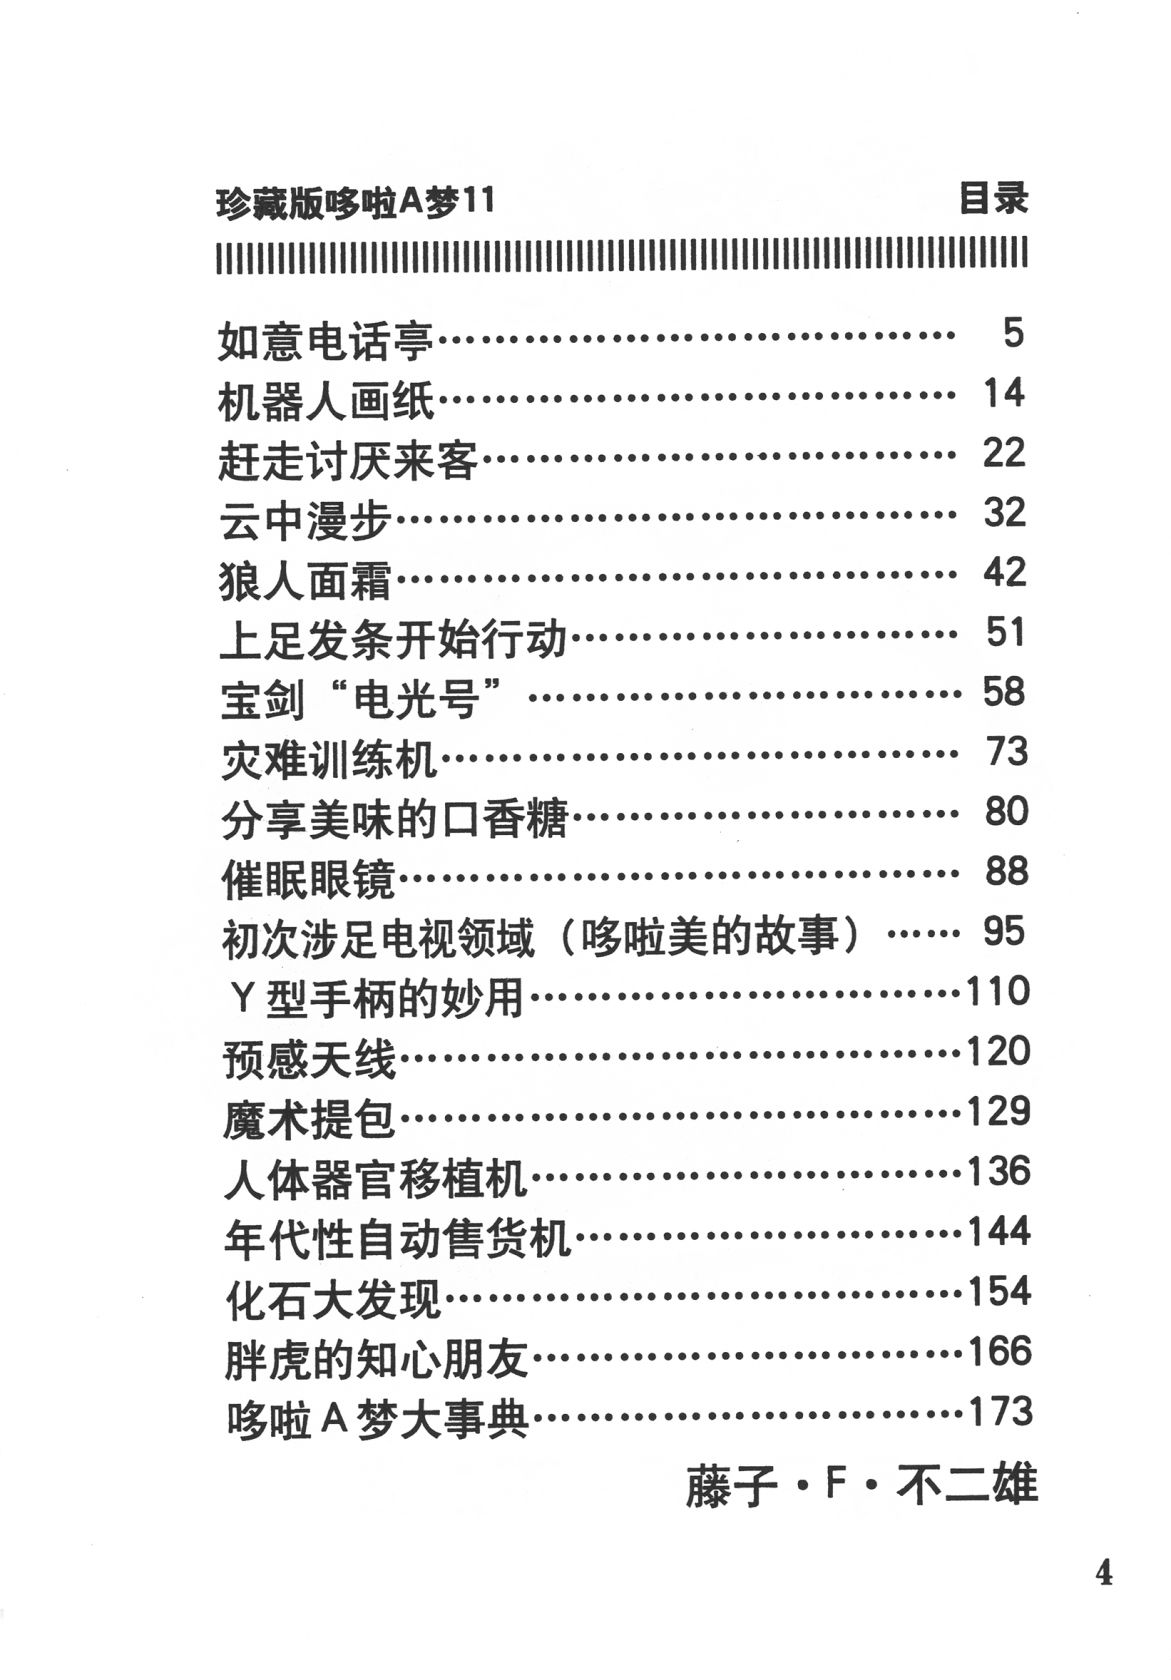 珍藏版哆啦A梦11 目录
如意电话亭…………………………………… 5
机器人画纸…………………………………… 14
赶走讨厌来客………………………………… 22
云中漫步……………………………………… 32
狼人面霜……………………………………… 42
上足发条开始行动………………………… 51
宝剑“电光号” ……………………………… 58
灾难训练机…………………………………… 73
分享美味的口香糖………………………… 80
催眠眼镜……………………………………… 88
初次涉足电视领域（哆啦美的故事）…… 95
Y型手柄的妙用……………………………110
预感天线……………………………………120
魔术提包……………………………………129
人体器官移植机……………………………136
年代性自动售货机…………………………144
化石大发现…………………………………154
胖虎的知心朋友……………………………166
哆啦A梦大事典……………………………173
藤子·F·不二雄
4